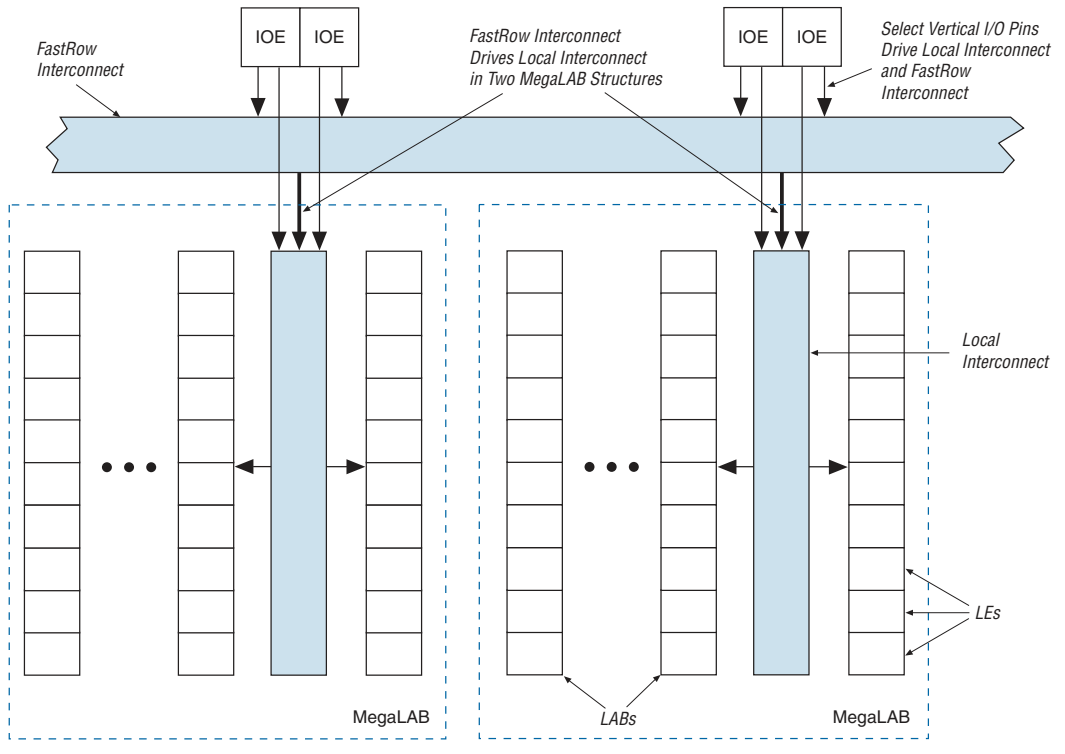 IOE IOE
IOE IOE
FastRow
Interconnect
FastRow Interconnect
Drives Local Interconnect
in Two MegaLAB Structures
Select Vertical I/O Pins
Drive Local Interconnect
and FastRow
Interconnect
Local
Interconnect
LEs
LABs
MegaLAB
MegaLAB